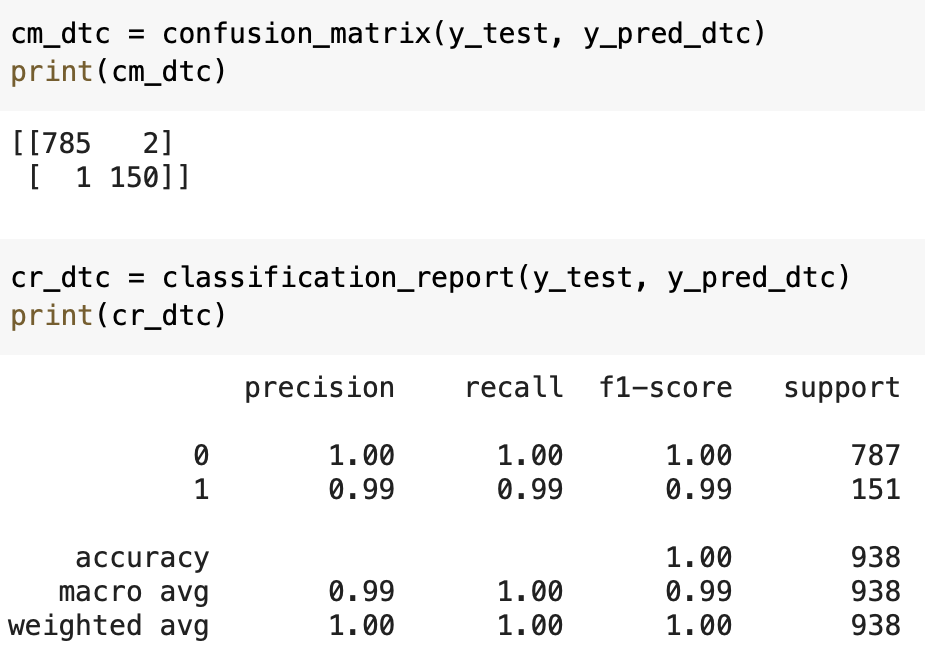 cm_dtc = confusion_matrix(y_test, y_pred_dtc)
print(cm_dtc)
[[785   2]
 [  1 150]]
cr_dtc = classification_report(y_test, y_pred_dtc)
print(cr_dtc)
              precision    recall  f1-score   support
           0       1.00      1.00      1.00       787
           1       0.99      0.99      0.99       151
    accuracy                           1.00       938
   macro avg       0.99      1.00      0.99       938
weighted avg       1.00      1.00      1.00       938